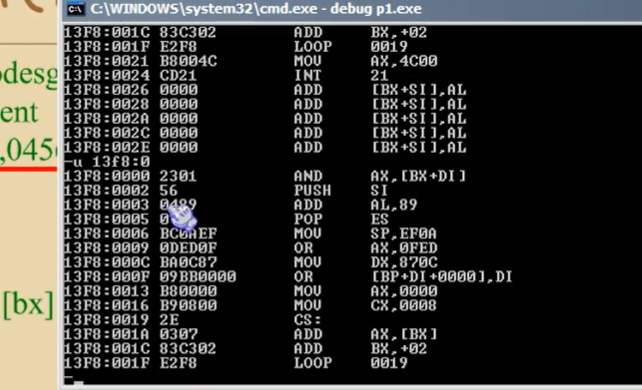 C:\WINDOWS\system32\cmd.exe - debug p1.exe
13F8:001C 83C302 ADD BX,+02
13F8:001F E2F8 LOOP 0019
13F8:0021 B8004C MOV AX,4C00
13F8:0024 CD21 INT 21
13F8:0026 0000 ADD [BX+SI],AL
13F8:0028 0000 ADD [BX+SI],AL
13F8:002A 0000 ADD [BX+SI],AL
13F8:002C 0000 ADD [BX+SI],AL
13F8:002E 0000 ADD [BX+SI],AL
-u 13f8:0
13F8:0000 2301 AND AX,[BX+DI]
13F8:0002 56 PUSH SI
13F8:0003 0489 ADD AL,89
13F8:0005 POP ES
13F8:0006 BC0AEF MOV SP,EF0A
13F8:0009 0DED0F OR AX,0FED
13F8:000C BA0C87 MOV DX,870C
13F8:000F 09BB0000 OR [BP+DI+0000],DI
13F8:0013 B80000 MOV AX,0000
13F8:0016 B90800 MOV CX,0008
13F8:0019 2E CS:
13F8:001A 0307 ADD AX,[BX]
13F8:001C 83C302 ADD BX,+02
13F8:001F E2F8 LOOP 0019
-
odesg
ent
,045
[bx]